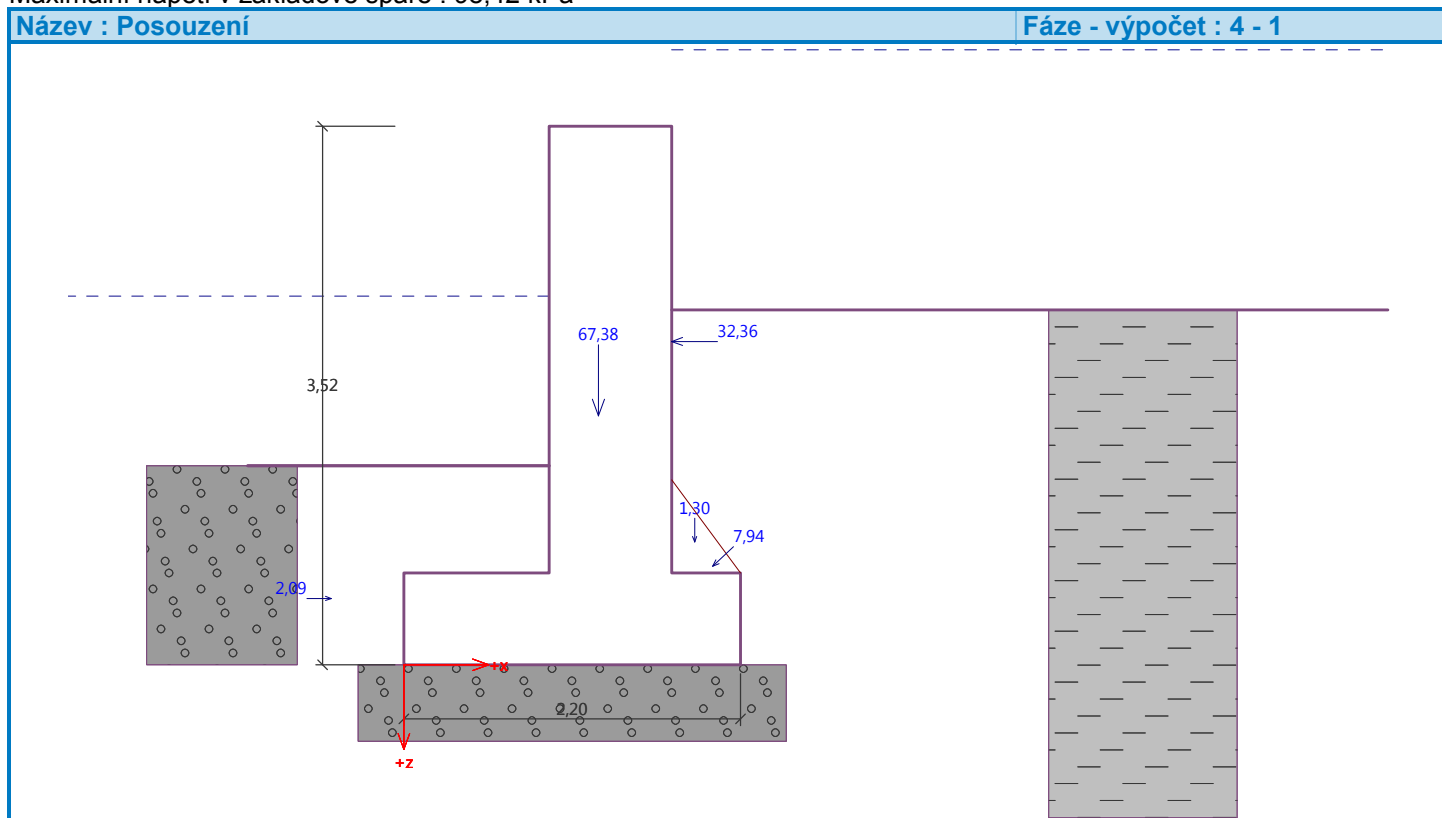 Název : Posouzení
Fáze - výpočet : 4 - 1
67,38
32,36
3,52
1,30
7,94
2,09
+x
2,20
+z